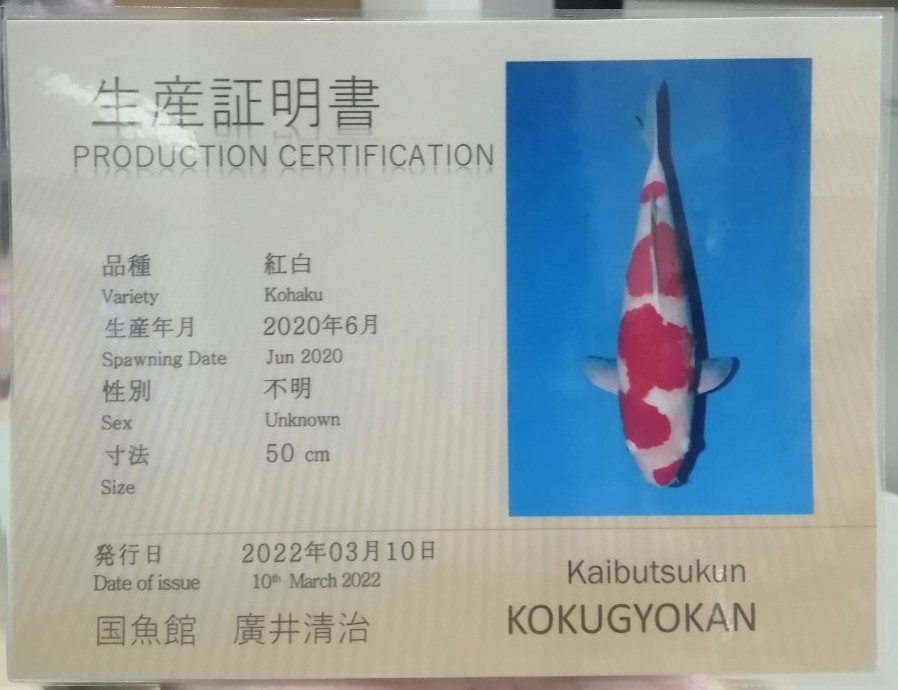 生産証明書
PRODUCTION CERTIFICATION
品種 紅白
Variety Kohaku
生産年月 2020年6月
Spawning Date Jun 2020
性別 不明
Sex Unknown
寸法 50 cm
Size
発行日 2022年03月10日
Date of issue 10th March 2022
国魚館 廣井清治
Kaibutsukun
KOKUGYOKAN